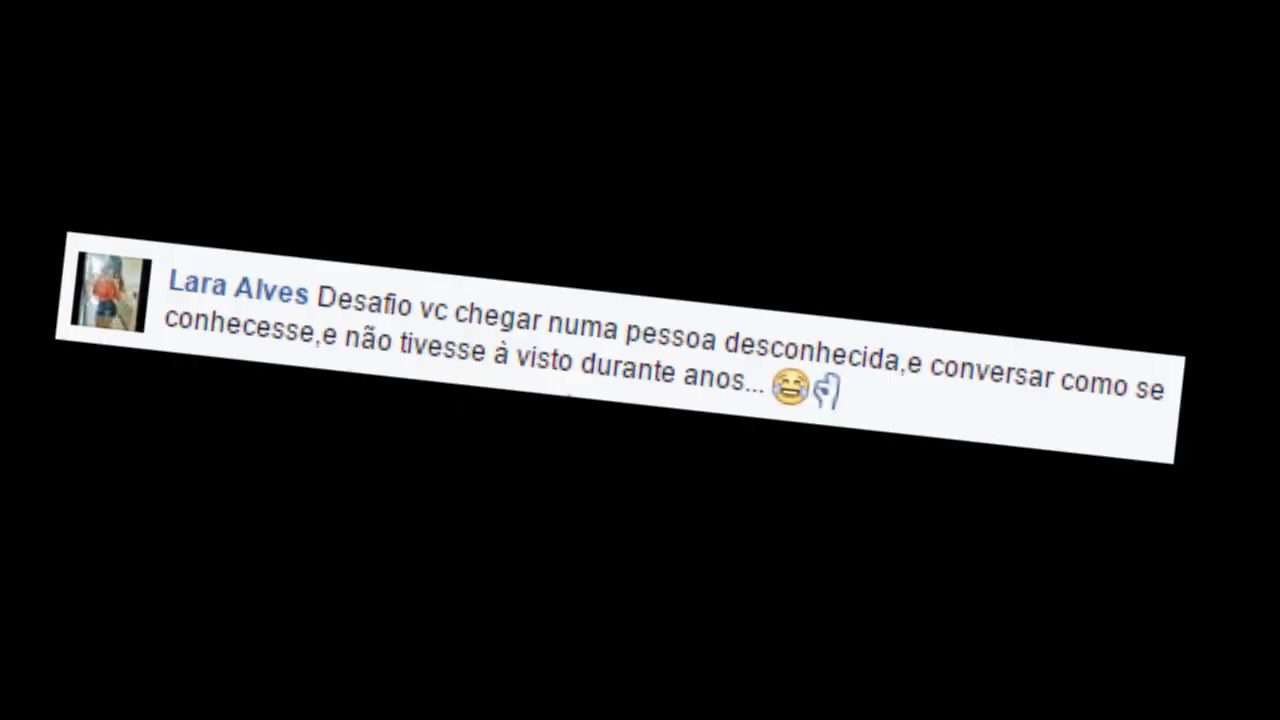 Lara Alves Desafio vc chegar numa pessoa desconhecida,e conversar como se
conhecesse,e não tivesse à visto durante anos... 😂👌